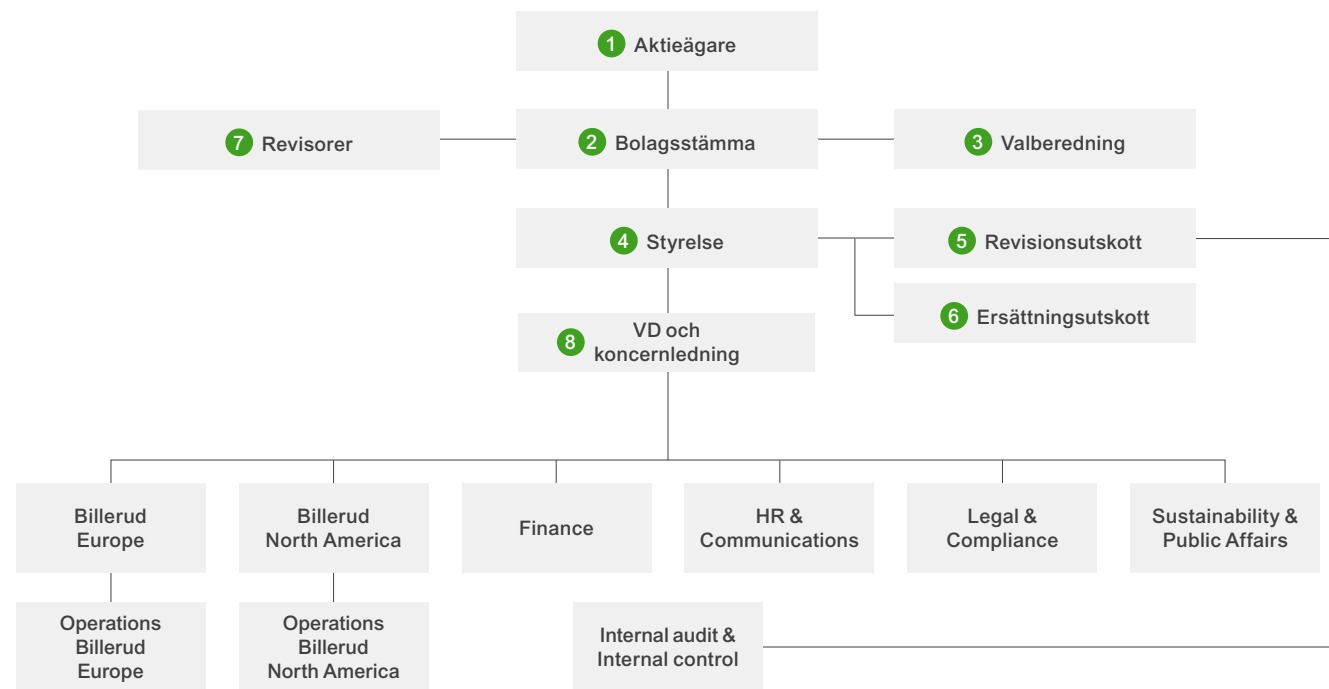 1 Aktieägare
7 Revisorer
2 Bolagsstämma
3 Valberedning
4 Styrelse
5 Revisionsutskott
6 Ersättningsutskott
8 VD och
koncernledning
Billerud
Europe
Billerud
North America
Finance
HR &
Communications
Legal &
Compliance
Sustainability &
Public Affairs
Operations
Billerud
Europe
Operations
Billerud
North America
Internal audit &
Internal control